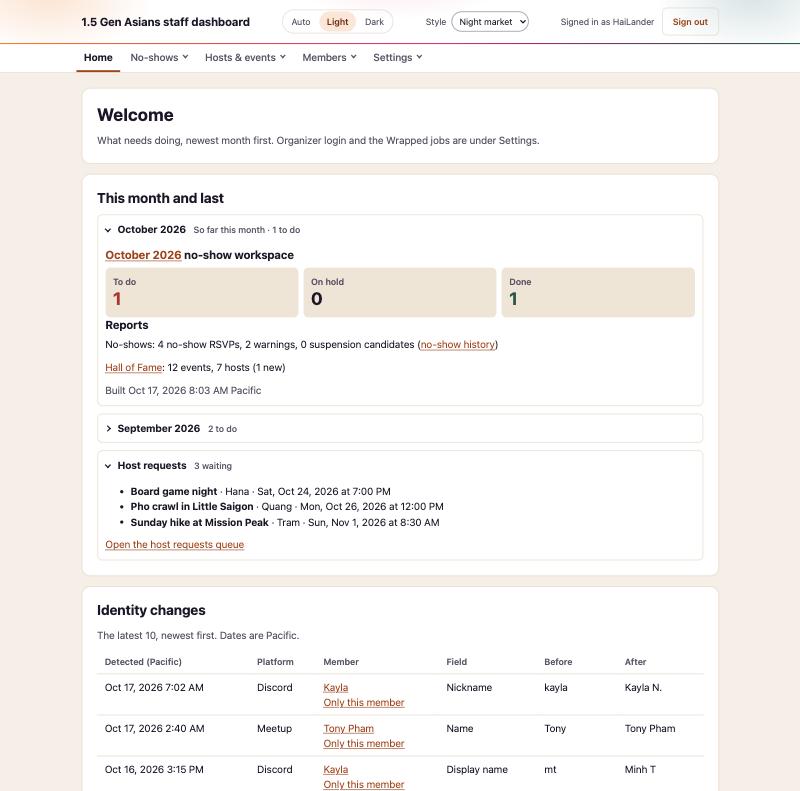 1.5 Gen Asians staff dashboard
Auto Light Dark
Style Night market
Signed in as HaiLander
Sign out
Home No-shows Hosts & events Members Settings
Welcome
What needs doing, newest month first. Organizer login and the Wrapped jobs are under Settings.
This month and last
October 2026 So far this month · 1 to do
October 2026 no-show workspace
To do On hold Done
1 0 1
Reports
No-shows: 4 no-show RSVPs, 2 warnings, 0 suspension candidates (no-show history)
Hall of Fame: 12 events, 7 hosts (1 new)
Built Oct 17, 2026 8:03 AM Pacific
September 2026 2 to do
Host requests 3 waiting
• Board game night · Hana · Sat, Oct 24, 2026 at 7:00 PM
• Pho crawl in Little Saigon · Quang · Mon, Oct 26, 2026 at 12:00 PM
• Sunday hike at Mission Peak · Tram · Sun, Nov 1, 2026 at 8:30 AM
Open the host requests queue
Identity changes
The latest 10, newest first. Dates are Pacific.
Detected (Pacific) Platform Member Field Before After
Oct 17, 2026 7:02 AM Discord Kayla Nickname kayla Kayla N.
Only this member
Oct 17, 2026 2:40 AM Meetup Tony Pham Name Tony Tony Pham
Only this member
Oct 16, 2026 3:15 PM Discord Kayla Display name mt Minh T
Only this member